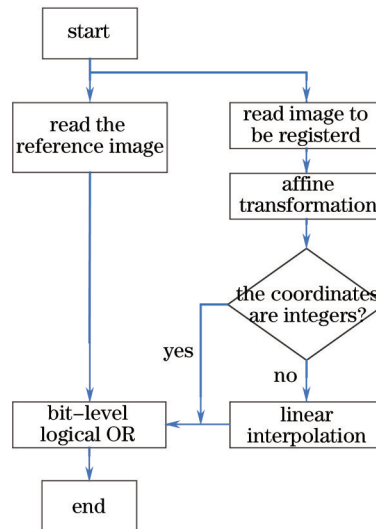 start
read the
reference image
read image to
be registerd
affine
transformation
the coordinates
are integers?
yes
no
bit-level
logical OR
linear
interpolation
end